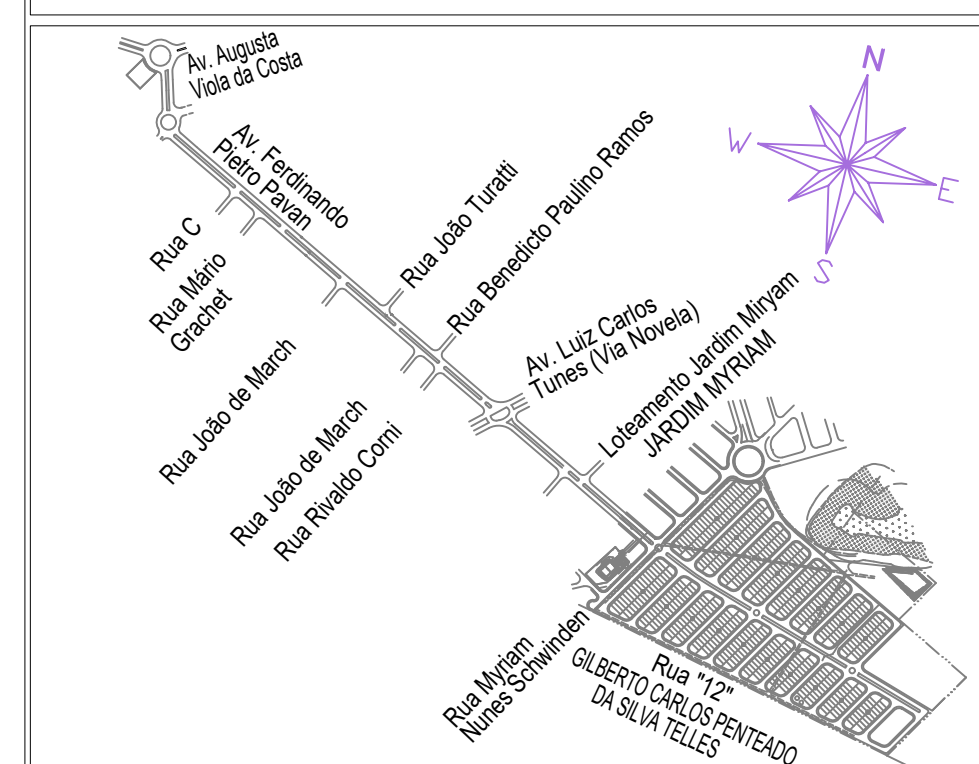 Av. Augusta
Viola da Costa
Av. Ferdinando
Pietro Pavan
N
W
E
S
Rua C
Rua Mário
Grachet
Rua João Turatti
Rua Benedicto Paulino Ramos
Rua João de March
Av. Luiz Carlos
Tunes (Via Novela)
Loteamento Jardim Miryam
JARDIM MYRIAM
Rua João de March
Rua Rivaldo Corni
Rua Myriam
Nunes Schwinden
Rua "12"
GILBERTO CARLOS PENTEADO
DA SILVA TELLES